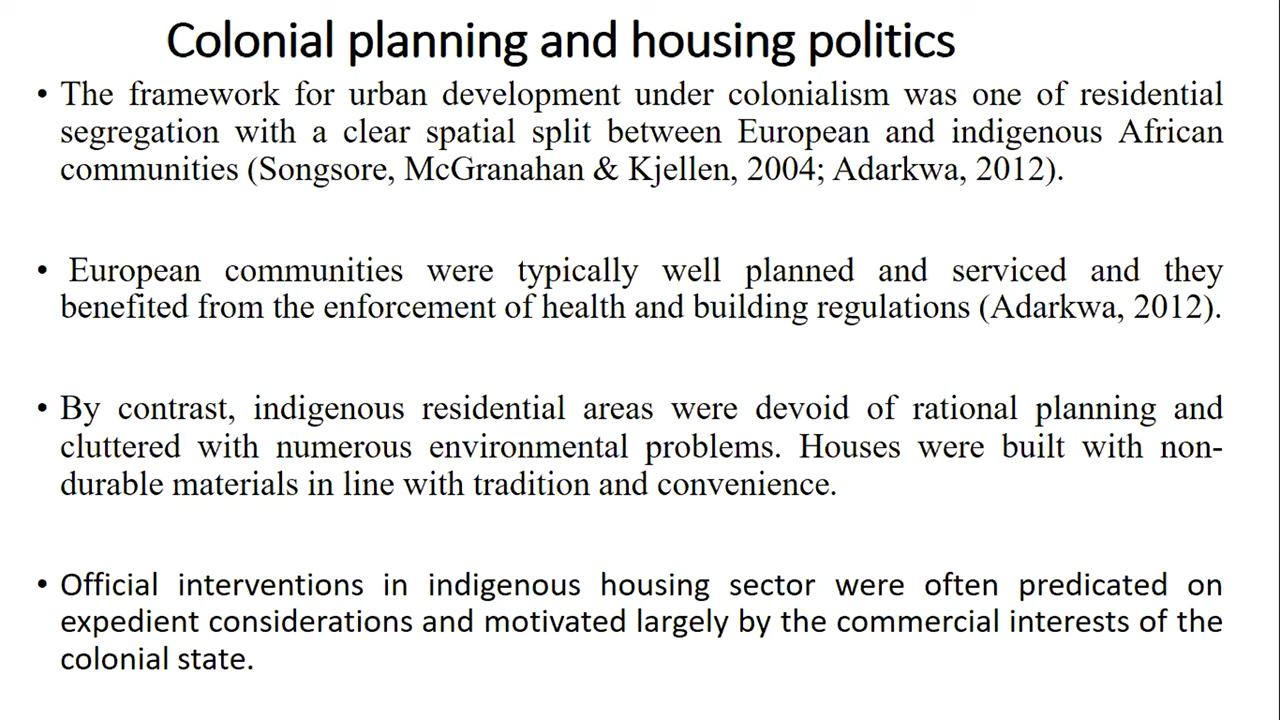 Colonial planning and housing politics
• The framework for urban development under colonialism was one of residential
segregation with a clear spatial split between European and indigenous African
communities (Songsore, McGranahan & Kjellen, 2004; Adarkwa, 2012).
• European communities were typically well planned and serviced and they
benefited from the enforcement of health and building regulations (Adarkwa, 2012).
• By contrast, indigenous residential areas were devoid of rational planning and
cluttered with numerous environmental problems. Houses were built with non-
durable materials in line with tradition and convenience.
• Official interventions in indigenous housing sector were often predicated on
expedient considerations and motivated largely by the commercial interests of the
colonial state.